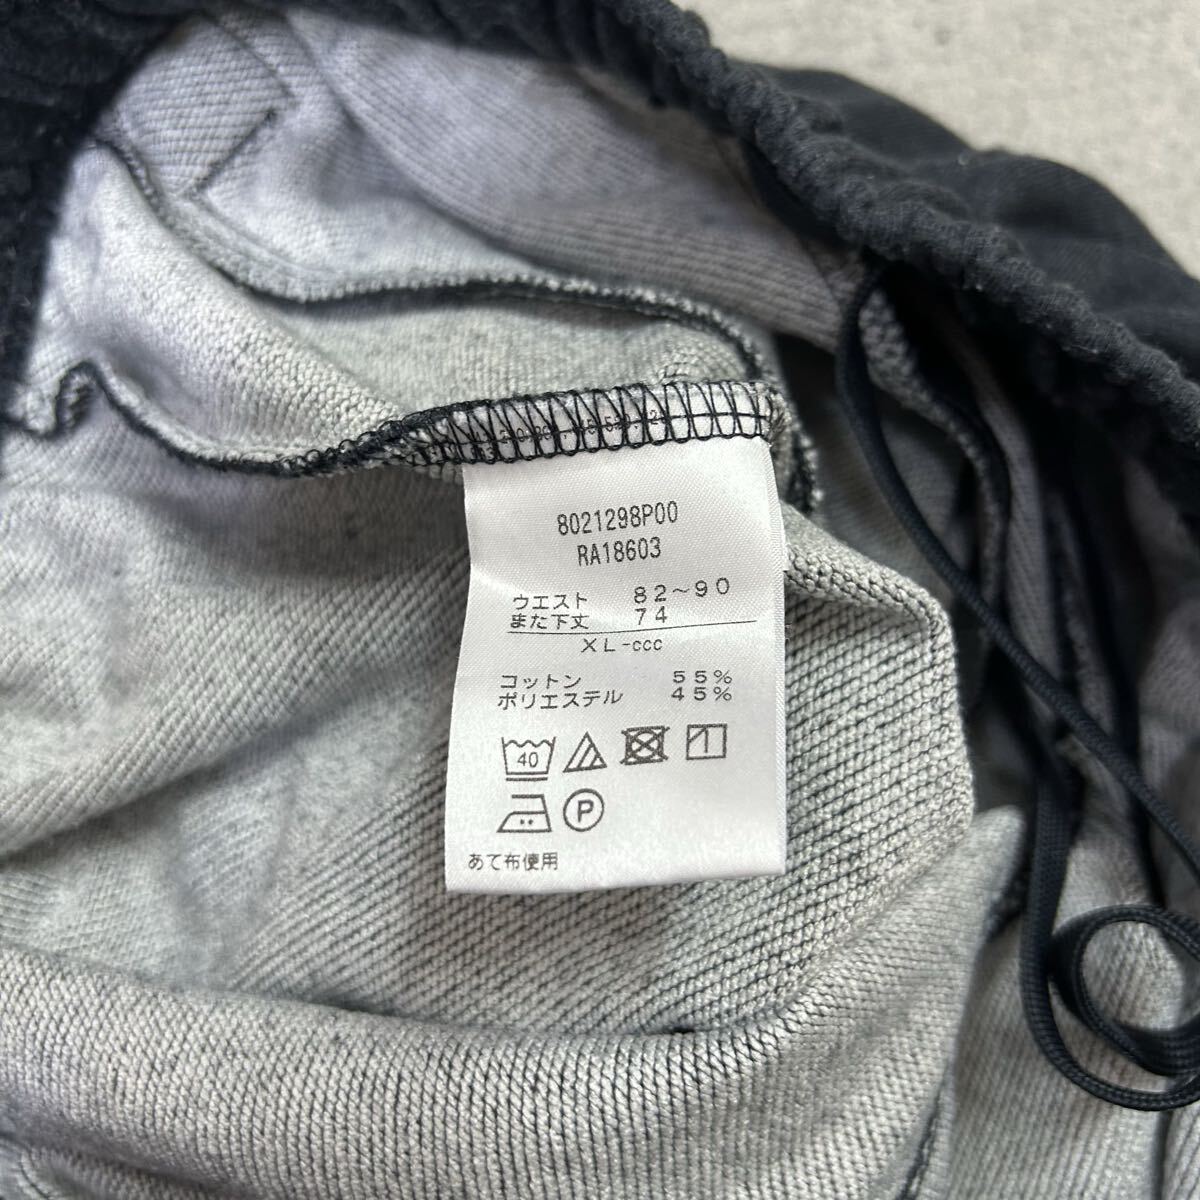 8021298P00
RA18603
ウエスト 82～90
また下丈 74
XL-ccc
コットン 55%
ポリエステル 45%
40
P
あて布使用